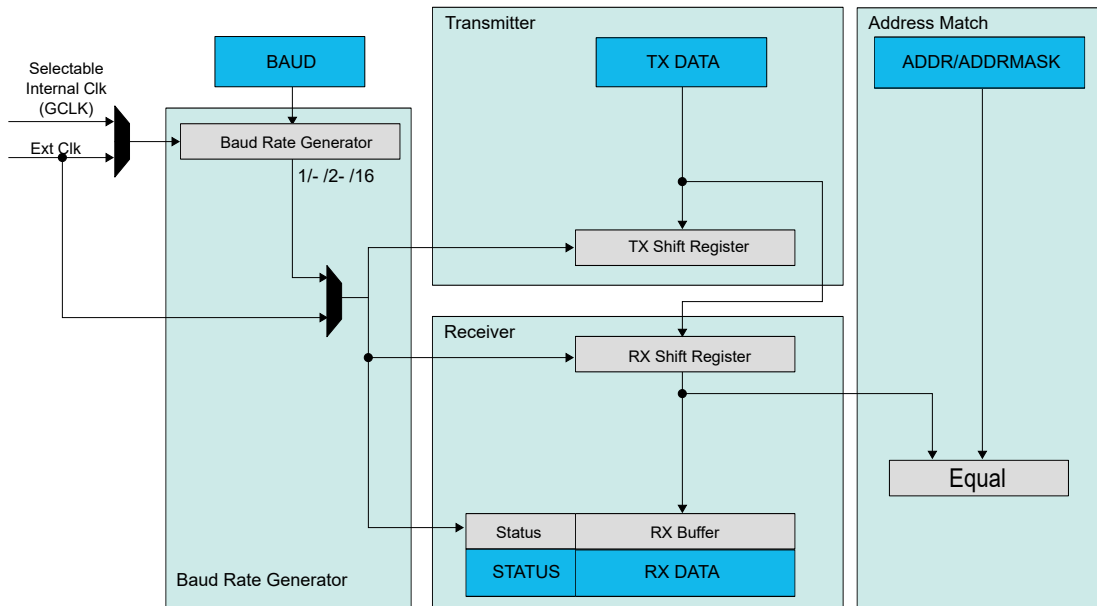 Transmitter
Address Match
BAUD
TX DATA
ADDR/ADDRMASK
Selectable
Internal Clk
(GCLK)
Baud Rate Generator
Ext Clk
1/- /2- /16
TX Shift Register
Receiver
RX Shift Register
Equal
Status
RX Buffer
STATUS
RX DATA
Baud Rate Generator